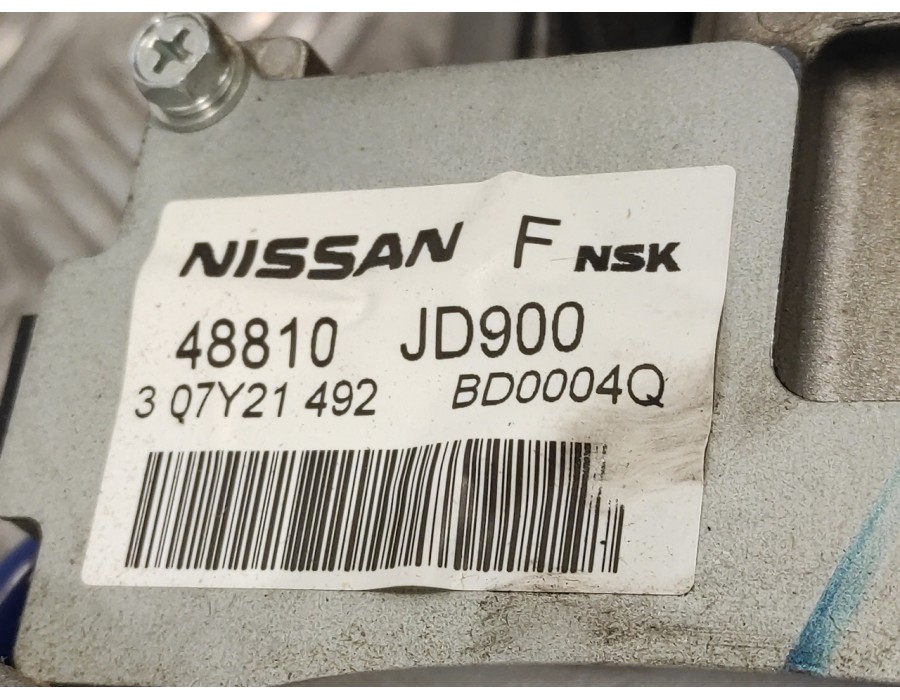 NISSAN F NSK
48810 JD900
3 Q7Y21 492 BD0004Q